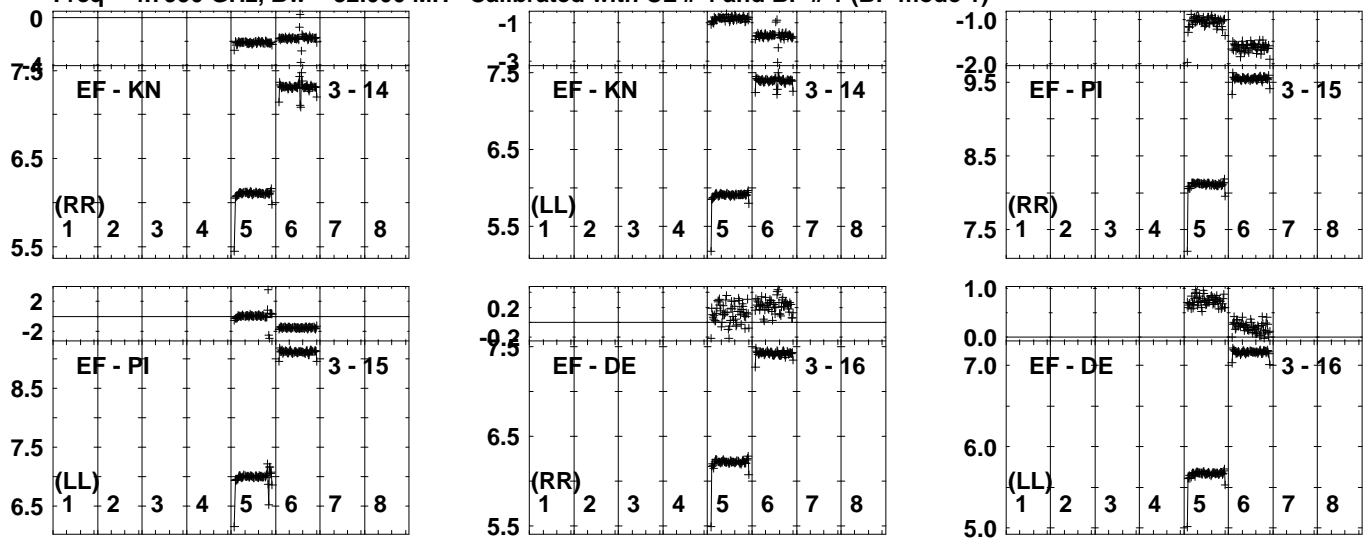 0
-4
7.5
EF - KN
3 - 14
6.5
(RR)
1 2 3 4 5 6 7 8
5.5
-1
-3
7.5
EF - KN
3 - 14
6.5
5.5
(LL)
1 2 3 4 5 6 7 8
-1.0
-2.0
9.5
EF - PI
3 - 15
8.5
(RR)
7.5
1 2 3 4 5 6 7 8
2
-2
EF - PI
3 - 15
8.5
7.5
(LL)
6.5
1 2 3 4 5 6 7 8
0.2
-0.2
7.5
EF - DE
3 - 16
6.5
(RR)
1 2 3 4 5 6 7 8
5.5
1.0
0.0
7.0
EF - DE
3 - 16
6.0
(LL)
1 2 3 4 5 6 7 8
5.0